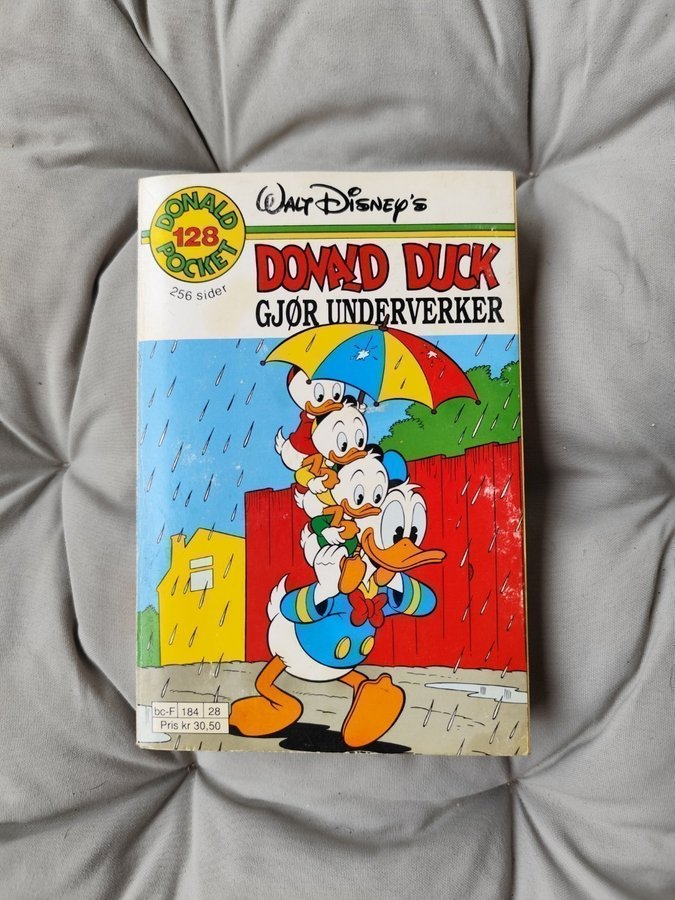 DONALD
128
POCKET
256 sider
WALT DISNEY'S
DONALD DUCK
GJØR UNDERVERKER
bc-F 184 28
Pris kr 30,50